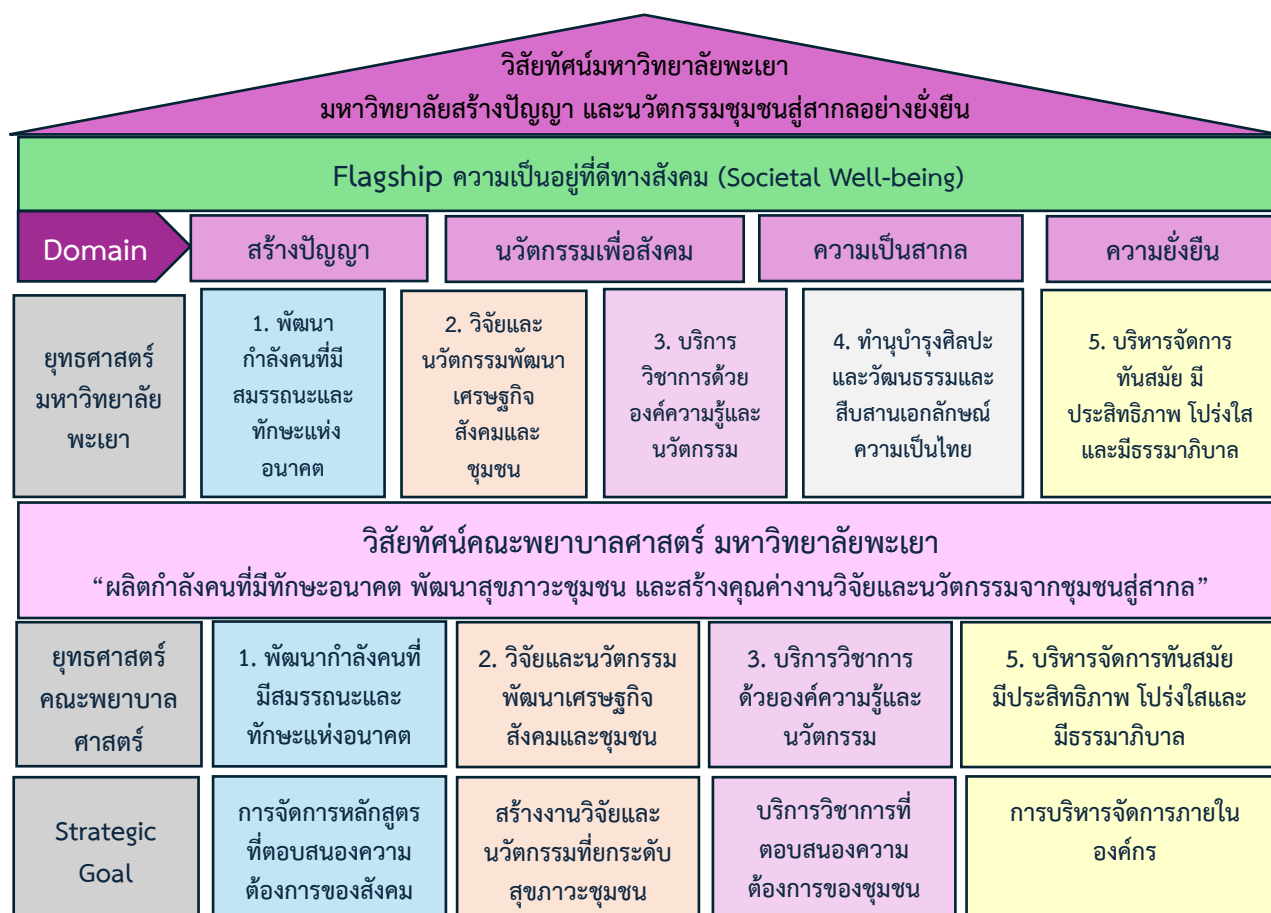 วิสัยทัศน์มหาวิทยาลัยพะเยา
มหาวิทยาลัยสร้างปัญญา และนวัตกรรมชุมชนสู่สากลอย่างยั่งยืน
Flagship ความเป็นอยู่ที่ดีทางสังคม (Societal Well-being)
Domain
สร้างปัญญา
นวัตกรรมเพื่อสังคม
ความเป็นสากล
ความยั่งยืน
ยุทธศาสตร์
มหาวิทยาลัย
พะเยา
1. พัฒนา
กำลังคนที่มี
สมรรถนะและ
ทักษะแห่ง
อนาคต
2. วิจัยและ
นวัตกรรมพัฒนา
เศรษฐกิจ
สังคมและ
ชุมชน
3. บริการ
วิชาการด้วย
องค์ความรู้และ
นวัตกรรม
4. ทำนุบำรุงศิลปะ
และวัฒนธรรมและ
สืบสานเอกลักษณ์
ความเป็นไทย
5. บริหารจัดการ
ทันสมัย มี
ประสิทธิภาพ โปร่งใส
และมีธรรมาภิบาล
วิสัยทัศน์คณะพยาบาลศาสตร์ มหาวิทยาลัยพะเยา
“ผลิตกำลังคนที่มีทักษะอนาคต พัฒนาสุขภาวะชุมชน และสร้างคุณค่างานวิจัยและนวัตกรรมจากชุมชนสู่สากล”
ยุทธศาสตร์
คณะพยาบาล
ศาสตร์
1. พัฒนากำลังคนที่
มีสมรรถนะและ
ทักษะแห่งอนาคต
2. วิจัยและนวัตกรรม
พัฒนาเศรษฐกิจ
สังคมและชุมชน
3. บริการวิชาการ
ด้วยองค์ความรู้และ
นวัตกรรม
5. บริหารจัดการทันสมัย
มีประสิทธิภาพ โปร่งใสและ
มีธรรมาภิบาล
Strategic
Goal
การจัดการหลักสูตร
ที่ตอบสนองความ
ต้องการของสังคม
สร้างงานวิจัยและ
นวัตกรรมที่ยกระดับ
สุขภาวะชุมชน
บริการวิชาการที่
ตอบสนองความ
ต้องการของชุมชน
การบริหารจัดการภายใน
องค์กร